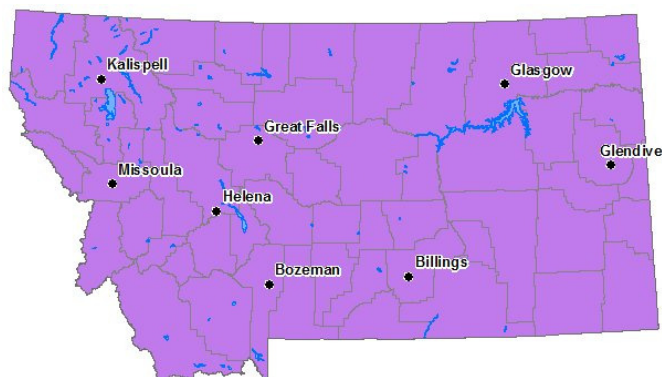 Kalispell
Glasgow
Great Falls
Glendive
Missoula
Helena
Billings
Bozeman